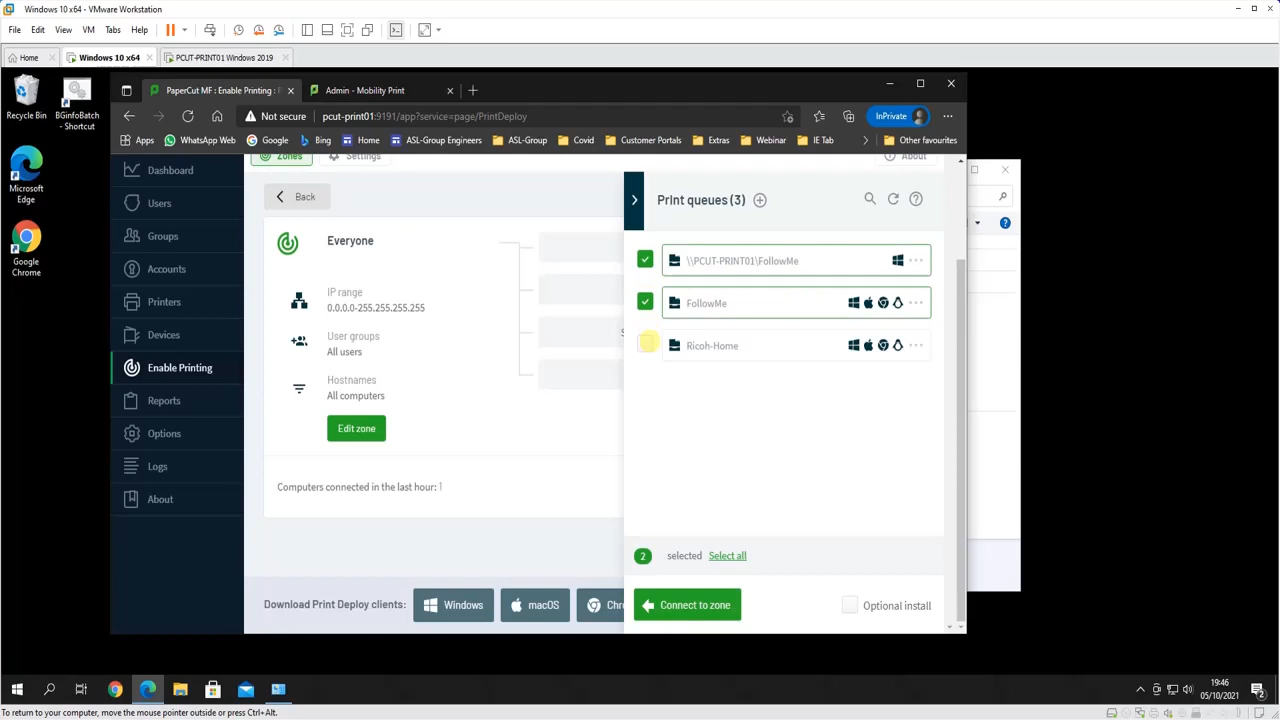 Windows 10 x64 - VMware Workstation
File Edit View VM Tabs Help
Home Windows 10 x64 PCUT-PRINT01 Windows 2019
Recycle Bin
BGinfoBatch - Shortcut
Microsoft Edge
Google Chrome
PaperCut MF : Enable Printing : Admin - Mobility Print
Not secure pcut-print01:9191/app?service=page/PrintDeploy InPrivate
Apps WhatsApp Web Google Bing Home ASL-Group Engineers ASL-Group Covid Customer Portals Extras Webinar IE Tab Other favourites
Dashboard
Users
Groups
Accounts
Printers
Devices
Enable Printing
Reports
Options
Logs
About
Zones Settings About
Back
Everyone
IP range
0.0.0.0-255.255.255.255
User groups
All users
Hostnames
All computers
Edit zone
Computers connected in the last hour: 1
Download Print Deploy clients: Windows macOS Chr
Print queues (3)
\\PCUT-PRINT01\FollowMe
FollowMe
Ricoh-Home
2 selected Select all
Connect to zone Optional install
19:46
05/10/2021
2
To return to your computer, move the mouse pointer outside or press Ctrl+Alt.